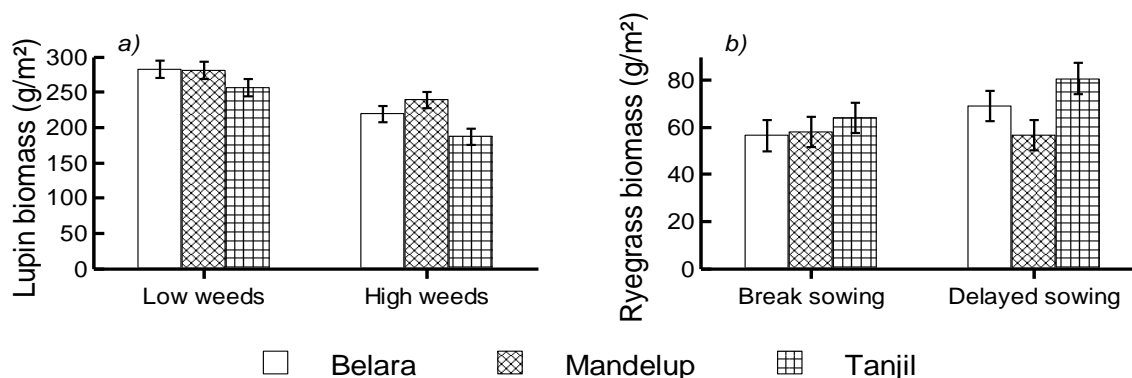 a)
Lupin biomass (g/m²)
300
250
200
150
100
50
0
Low weeds High weeds
b)
Ryegrass biomass (g/m²)
80
60
40
20
0
Break sowing Delayed sowing
Belara Mandelup Tanjil